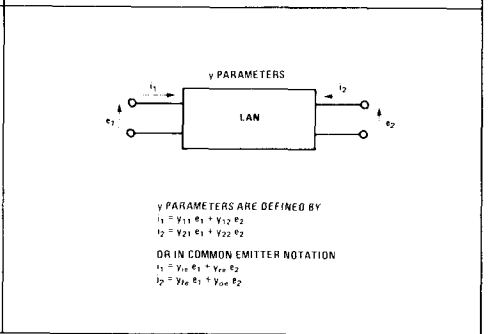 y PARAMETERS
i₁ i₂
LAN
e₁ e₂
y PARAMETERS ARE DEFINED BY
i₁ = y₁₁ e₁ + y₁₂ e₂
i₂ = y₂₁ e₁ + y₂₂ e₂
OR IN COMMON EMITTER NOTATION
i₁ = yᵢₑ e₁ + yᵣₑ e₂
i₂ = y_fe e₁ + yₒₑ e₂